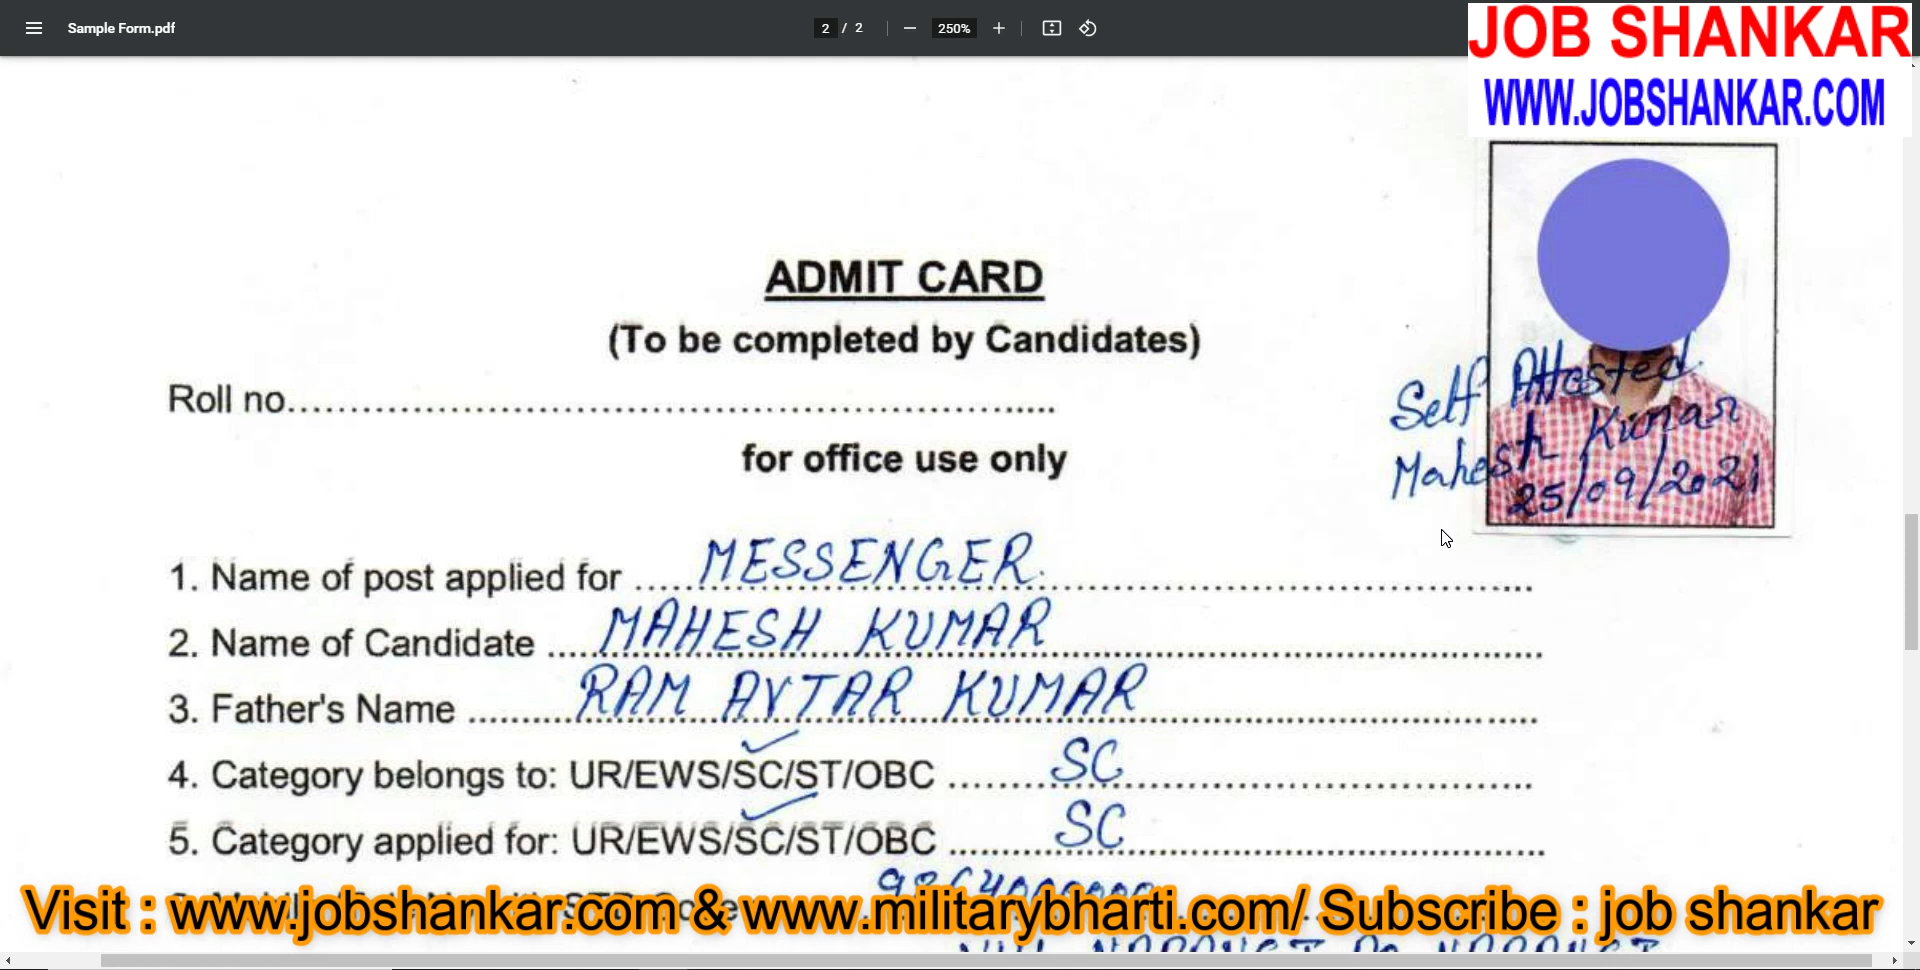 Sample Form.pdf
2 / 2
250%
JOB SHANKAR
WWW.JOBSHANKAR.COM
ADMIT CARD
(To be completed by Candidates)
Roll no.............................................................
for office use only
Self Attested
Mahesh Kumar
25/09/2021
1. Name of post applied for .... MESSENGER
2. Name of Candidate ..... MAHESH KUMAR
3. Father's Name .......... RAM AVTAR KUMAR
4. Category belongs to: UR/EWS/SC/ST/OBC ........ SC
5. Category applied for: UR/EWS/SC/ST/OBC .......... SC
Visit : www.jobshankar.com & www.militarybharti.com/ Subscribe : job shankar